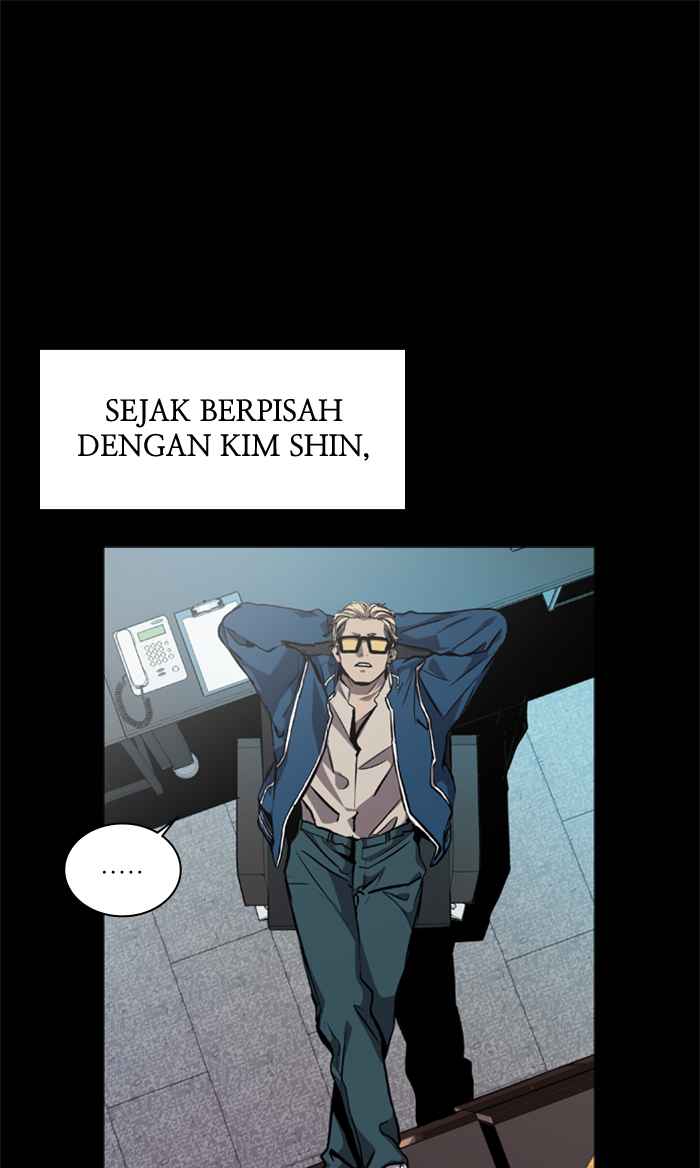 SEJAK BERPISAH
DENGAN KIM SHIN,
.....